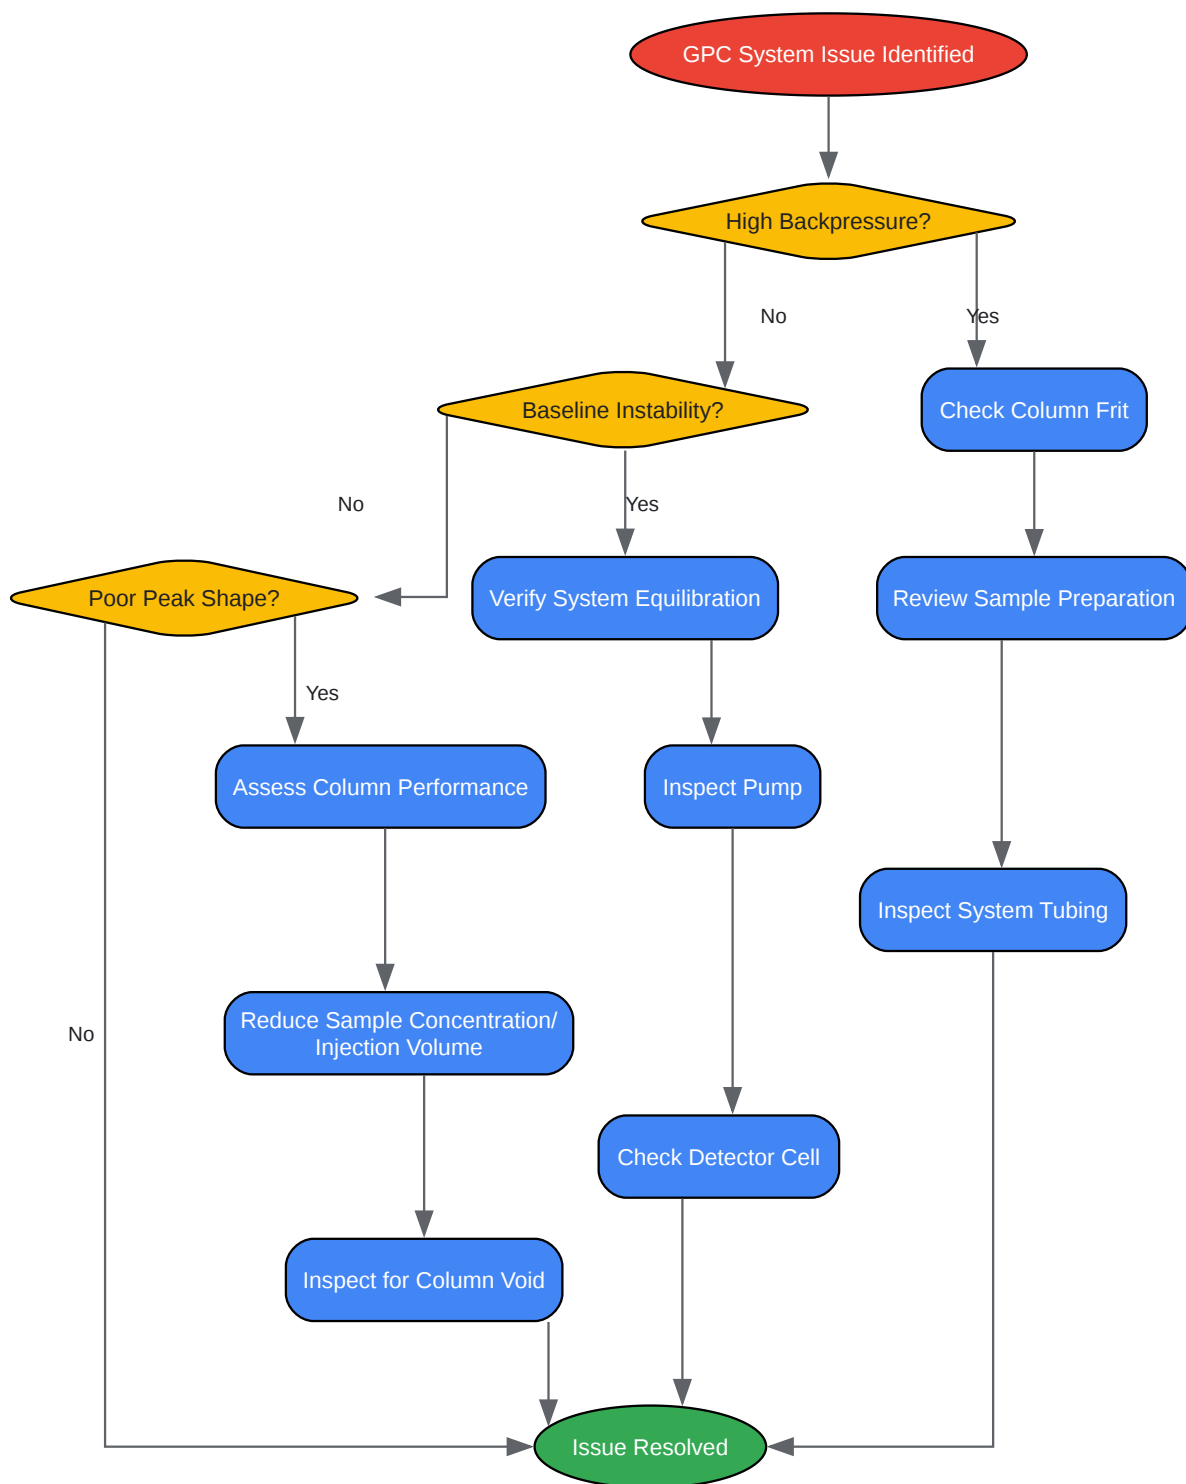 GPC System Issue Identified
High Backpressure?
No
Yes
Baseline Instability?
Check Column Frit
No
Yes
Poor Peak Shape?
Verify System Equilibration
Review Sample Preparation
Yes
Assess Column Performance
Inspect Pump
Inspect System Tubing
Reduce Sample Concentration/
Injection Volume
No
Check Detector Cell
Inspect for Column Void
Issue Resolved